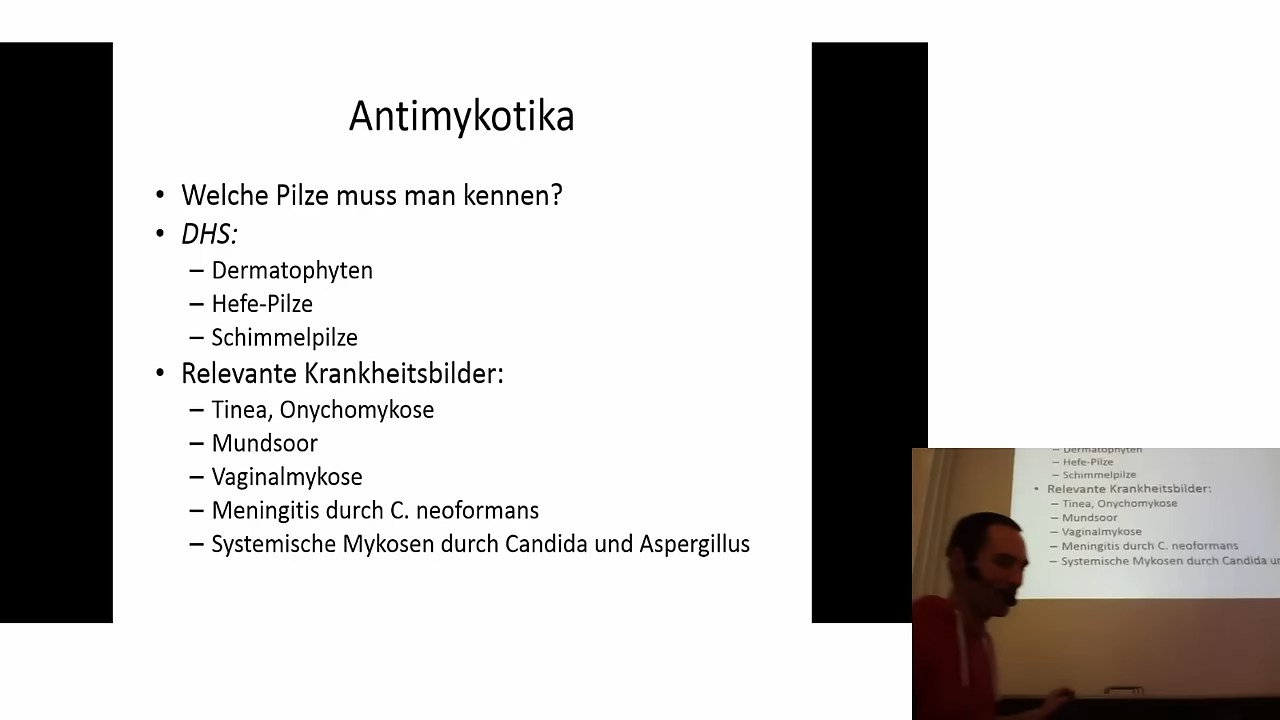 Antimykotika
• Welche Pilze muss man kennen?
• DHS:
– Dermatophyten
– Hefe-Pilze
– Schimmelpilze
• Relevante Krankheitsbilder:
– Tinea, Onychomykose
– Mundsoor
– Vaginalmykose
– Meningitis durch C. neoformans
– Systemische Mykosen durch Candida und Aspergillus
– Dermatophyten
– Hefe-Pilze
– Schimmelpilze
• Relevante Krankheitsbilder:
– Tinea, Onychomykose
– Mundsoor
– Vaginalmykose
– Meningitis durch C. neoformans
– Systemische Mykosen durch Candida